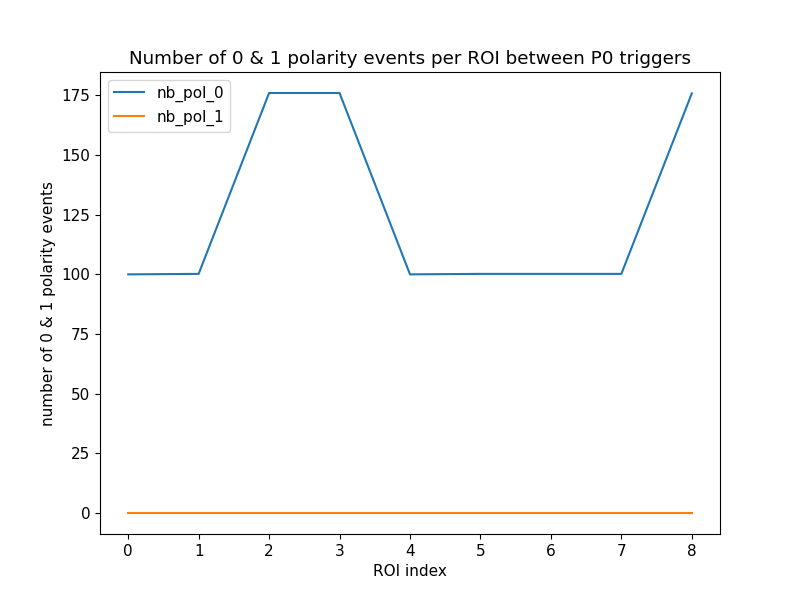 Number of 0 & 1 polarity events per ROI between P0 triggers
nb_pol_0
nb_pol_1
175
150
125
100
75
50
25
0
number of 0 & 1 polarity events
0 1 2 3 4 5 6 7 8
ROI index